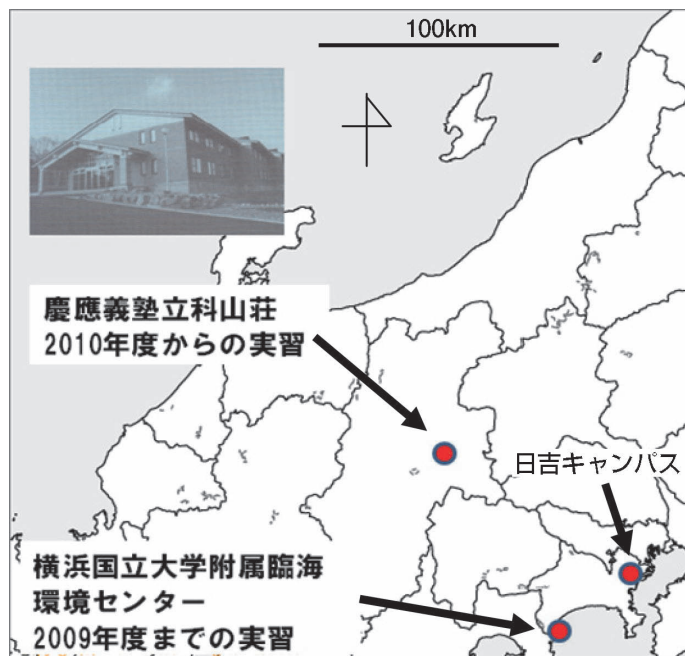 100km
慶應義塾立科山荘
2010年度からの実習
日吉キャンパス
横浜国立大学附属臨海
環境センター
2009年度までの実習